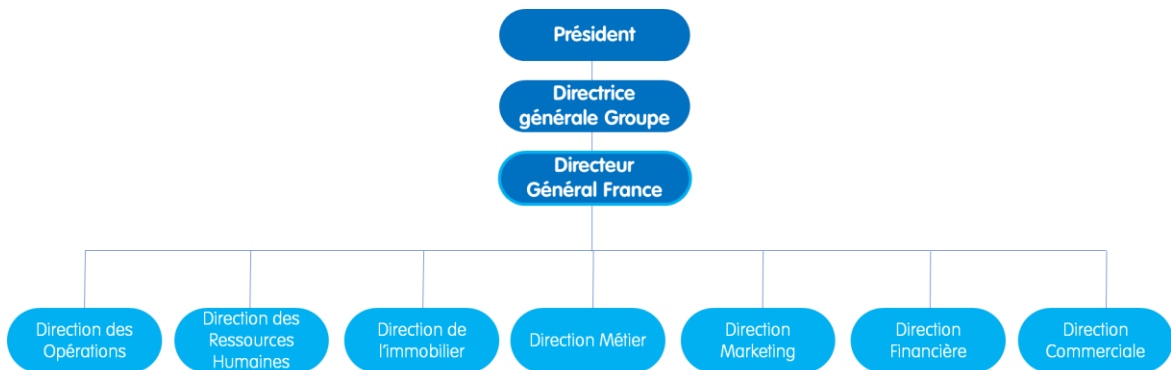 Président
Directrice
générale Groupe
Directeur
Général France
Direction des
Opérations
Direction des
Ressources
Humaines
Direction de
l'immobilier
Direction Métier
Direction
Marketing
Direction
Financière
Direction
Commerciale